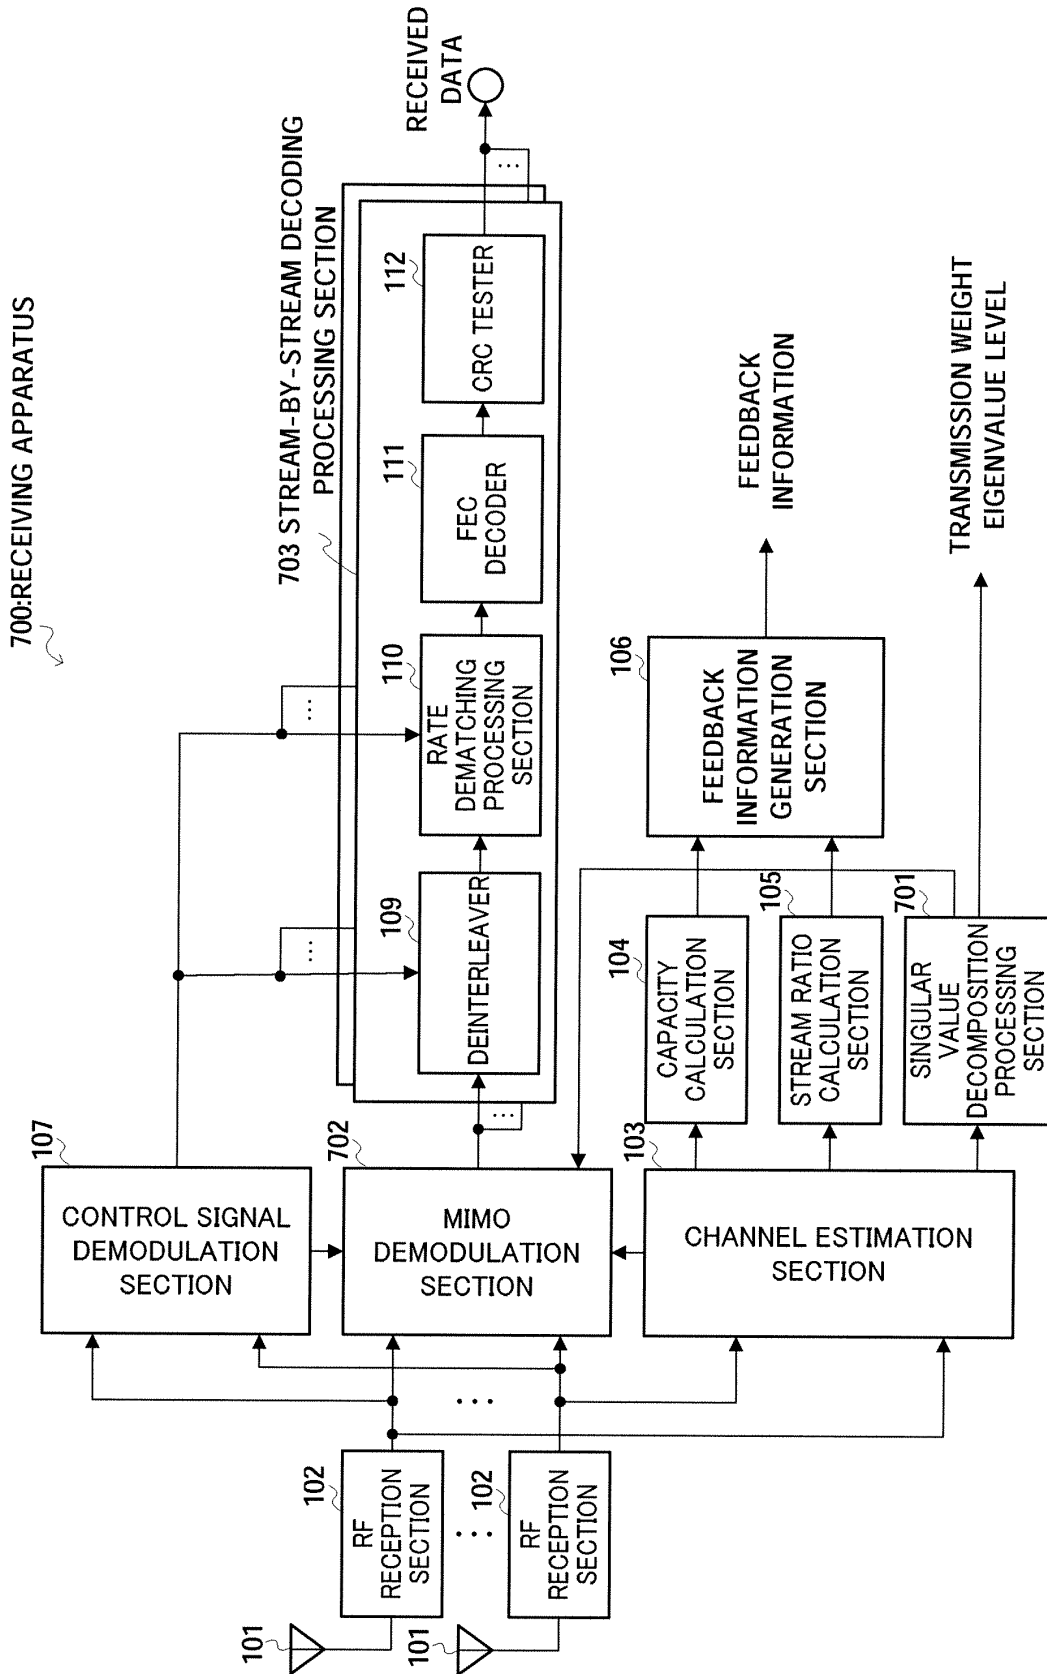 700:RECEIVING APPARATUS
101
101
102
RF
RECEPTION
SECTION
102
RF
RECEPTION
SECTION
107
CONTROL SIGNAL
DEMODULATION
SECTION
702
MIMO
DEMODULATION
SECTION
103
CHANNEL ESTIMATION
SECTION
703 STREAM-BY-STREAM DECODING
PROCESSING SECTION
109
DEINTERLEAVER
110
RATE
DEMATCHING
PROCESSING
SECTION
111
FEC
DECODER
112
CRC TESTER
RECEIVED
DATA
104
CAPACITY
CALCULATION
SECTION
105
STREAM RATIO
CALCULATION
SECTION
701
SINGULAR
VALUE
DECOMPOSITION
PROCESSING
SECTION
106
FEEDBACK
INFORMATION
GENERATION
SECTION
FEEDBACK
INFORMATION
TRANSMISSION WEIGHT
EIGENVALUE LEVEL